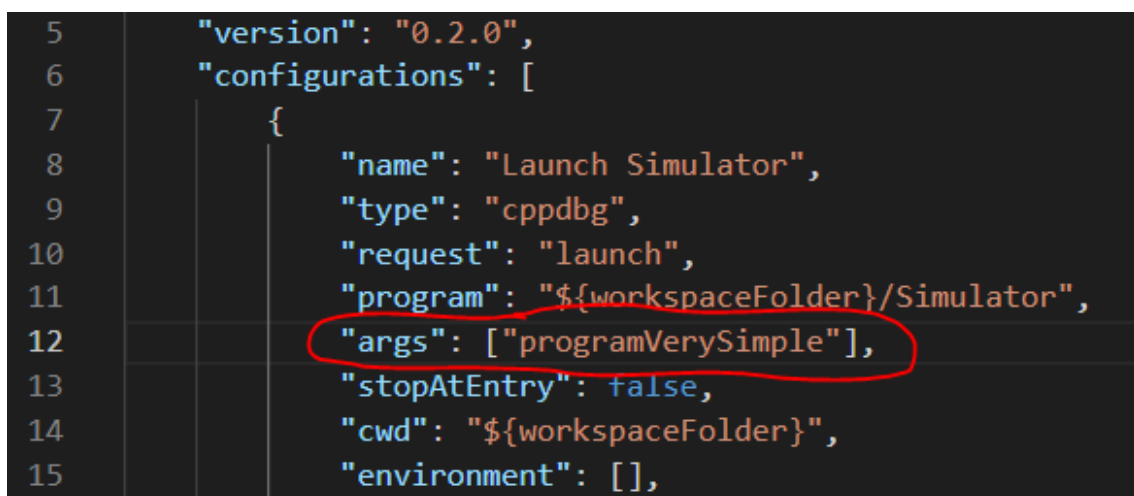 5 "version": "0.2.0",
6 "configurations": [
7 {
8 "name": "Launch Simulator",
9 "type": "cppdbg",
10 "request": "launch",
11 "program": "${workspaceFolder}/Simulator",
12 "args": ["programVerySimple"],
13 "stopAtEntry": false,
14 "cwd": "${workspaceFolder}",
15 "environment": [],